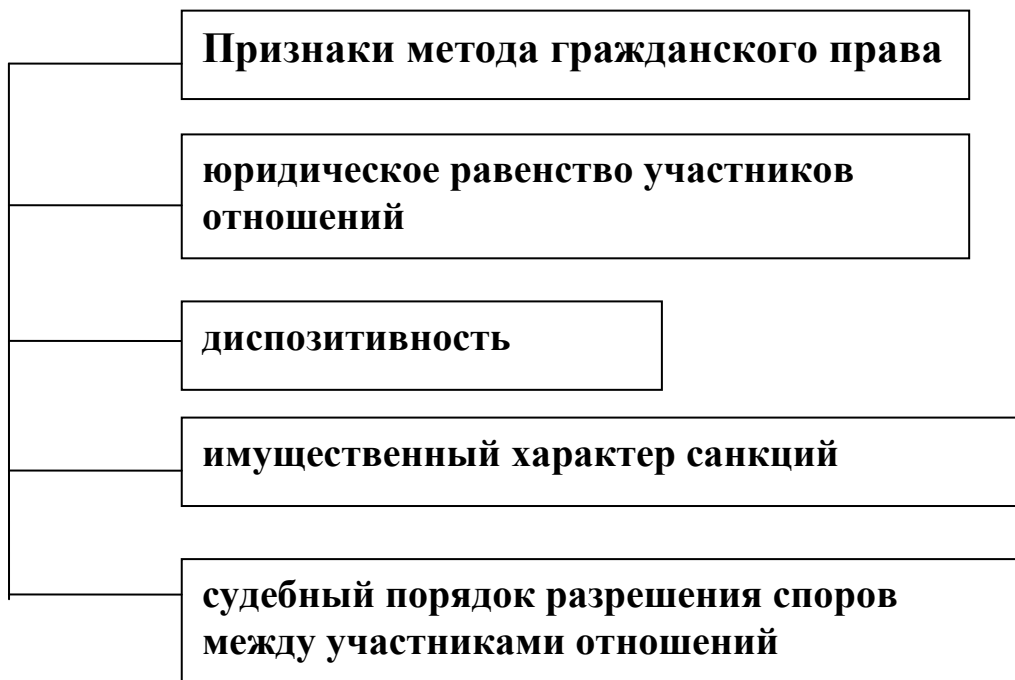 Признаки метода гражданского права
юридическое равенство участников
отношений
диспозитивность
имущественный характер санкций
судебный порядок разрешения споров
между участниками отношений